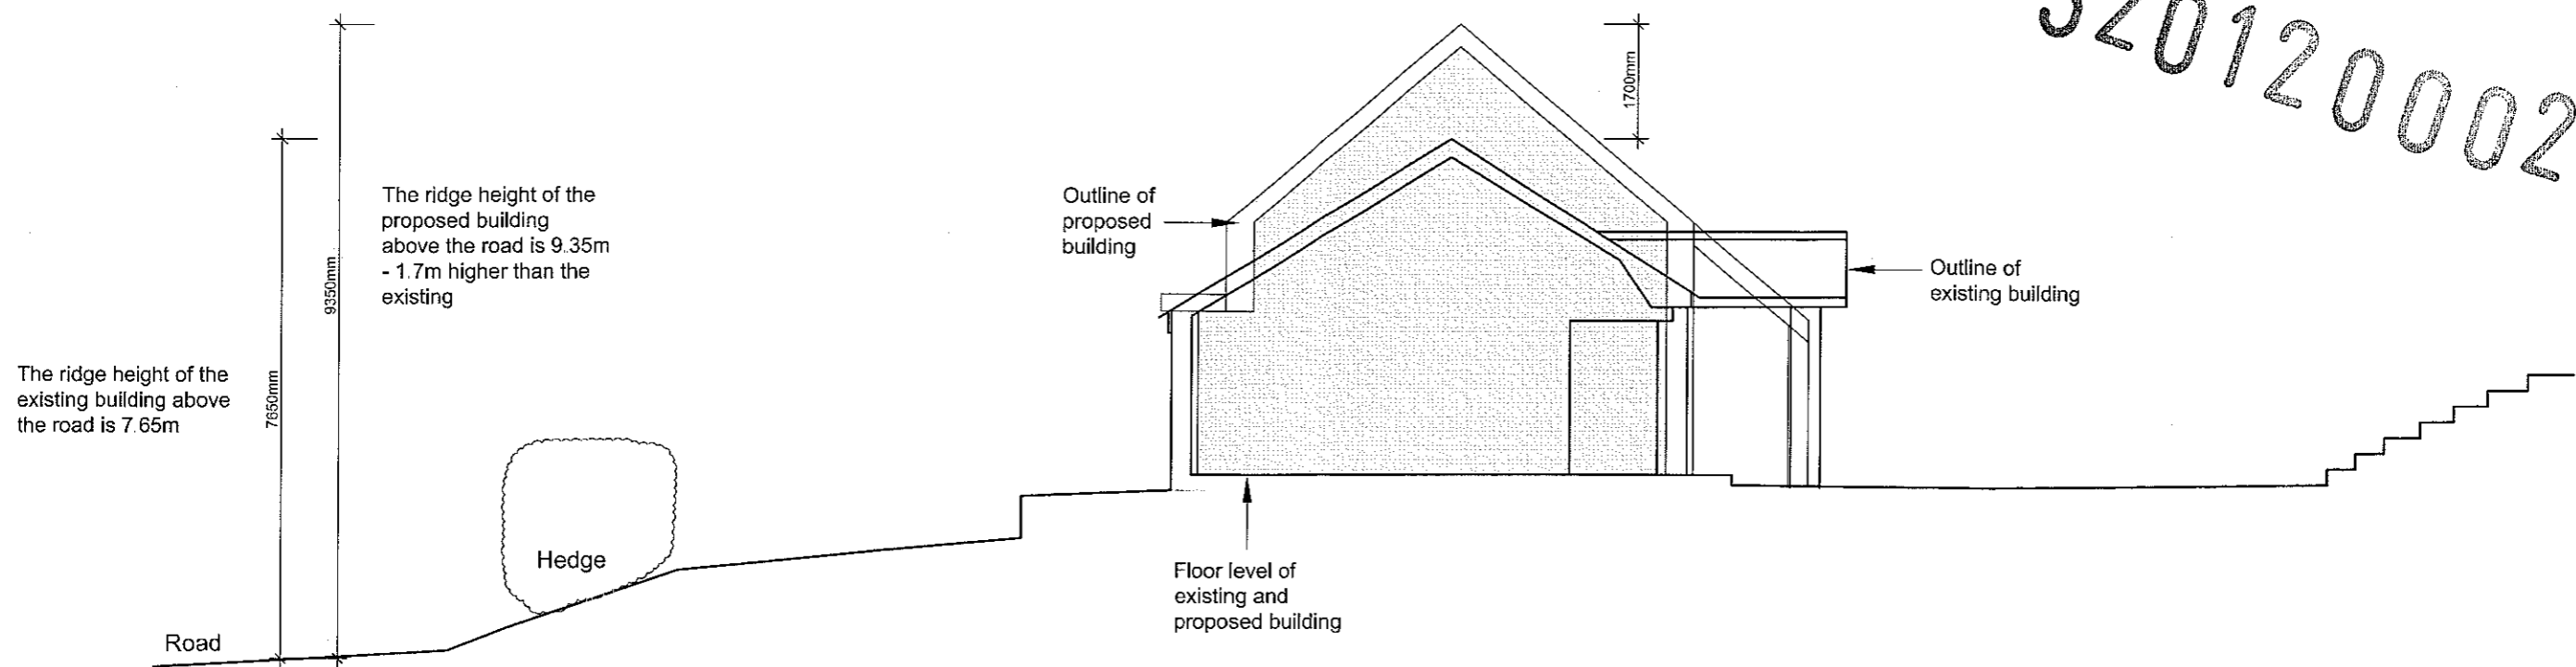 320120002
1700mm
The ridge height of the
proposed building
above the road is 9.35m
- 1.7m higher than the
existing
9350mm
Outline of
proposed
building
Outline of
existing building
The ridge height of the
existing building above
the road is 7.65m
7650mm
Hedge
Floor level of
existing and
proposed building
Road